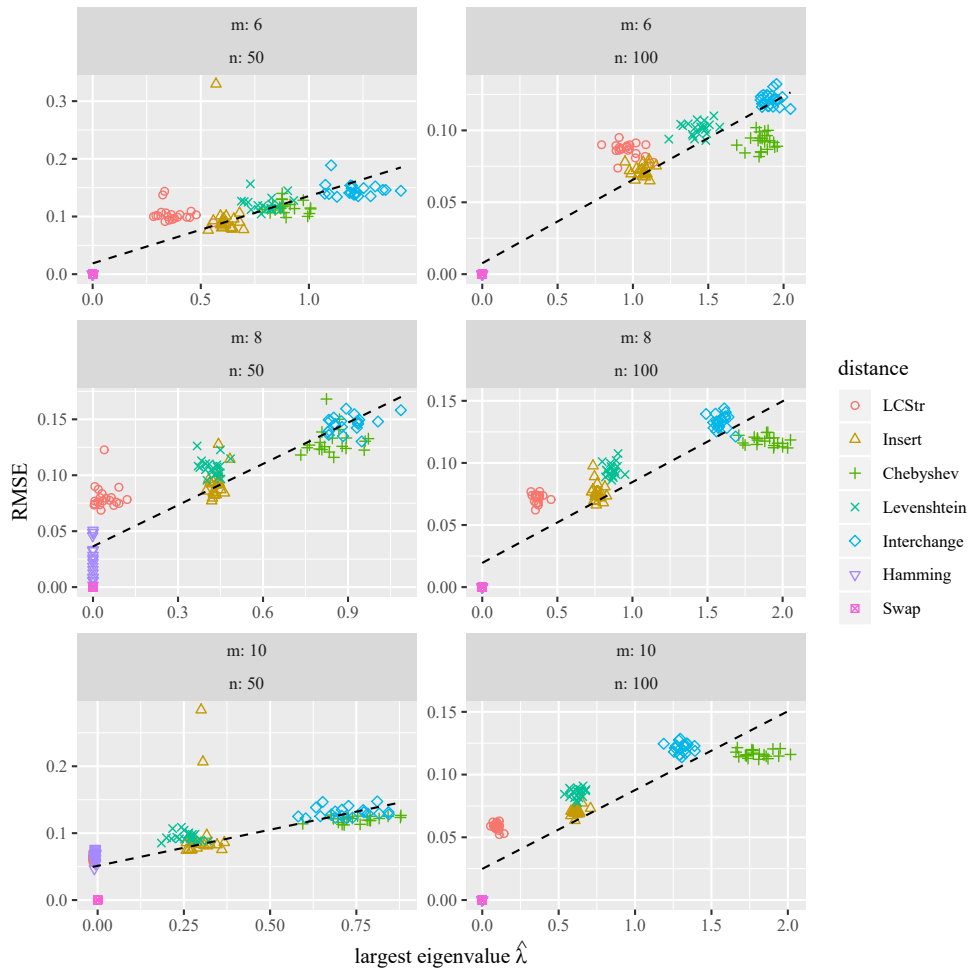 m: 6
n: 50
m: 6
n: 100
0.3
0.2
0.1
0.0
0.0
0.5
1.0
0.10
0.05
0.00
0.0
0.5
1.0
1.5
2.0
m: 8
n: 50
m: 8
n: 100
0.15
0.10
0.05
0.00
0.0
0.3
0.6
0.9
0.15
0.10
0.05
0.00
0.0
0.5
1.0
1.5
2.0
m: 10
n: 50
m: 10
n: 100
0.2
0.1
0.0
0.00
0.25
0.50
0.75
0.15
0.10
0.05
0.00
0.0
0.5
1.0
1.5
2.0
RMSE
largest eigenvalue λ̂
distance
LCStr
Insert
Chebyshev
Levenshtein
Interchange
Hamming
Swap